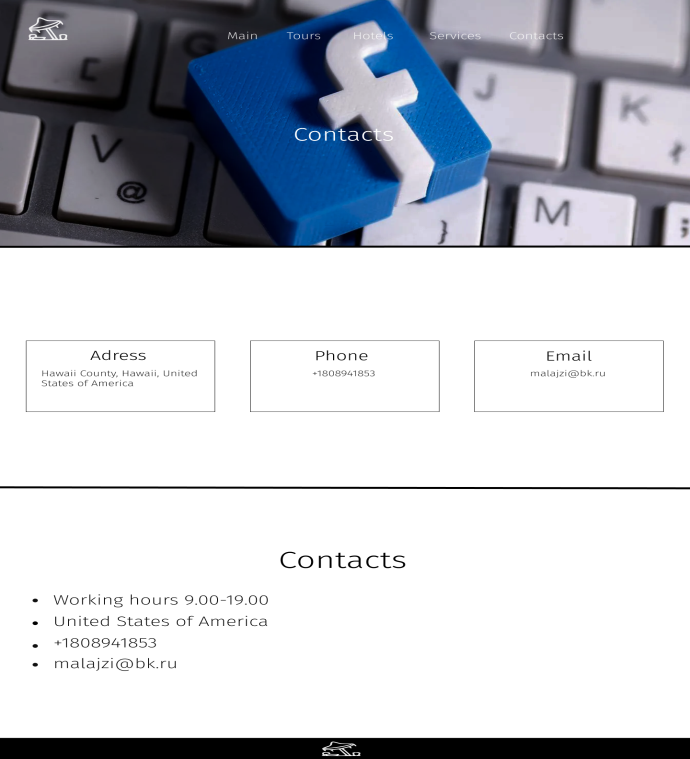 Main Tours Hotels Services Contacts
C
J
K
V
@
M
Contacts
Adress
Hawaii County, Hawaii, United
States of America
Phone
+1808941853
Email
malajzi@bk.ru
Contacts
• Working hours 9.00-19.00
• United States of America
• +1808941853
• malajzi@bk.ru